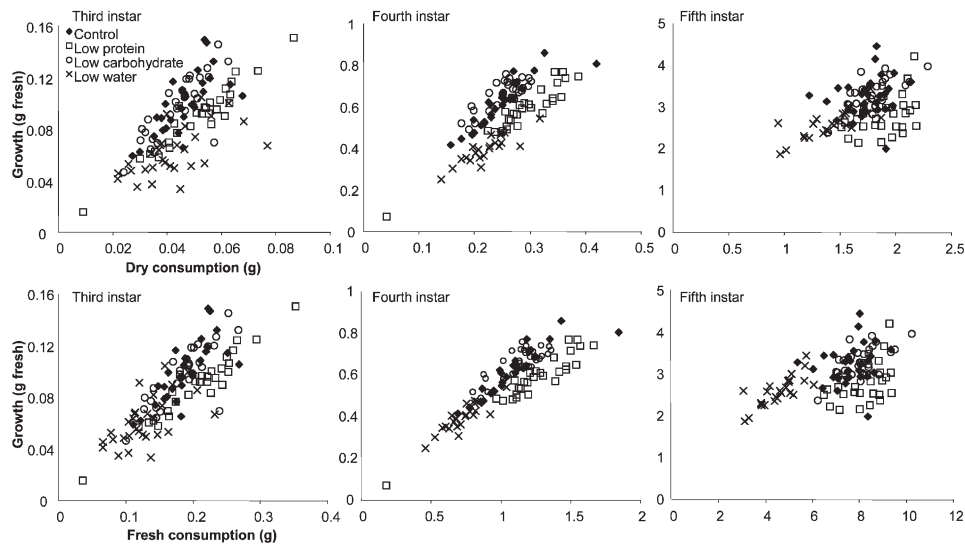 Third instar
Fourth instar
Fifth instar
Control
Low protein
Low carbohydrate
Low water
Growth (g fresh)
0.16
0.12
0.08
0.04
0
0 0.02 0.04 0.06 0.08 0.1
Dry consumption (g)
1
0.8
0.6
0.4
0.2
0
0 0.1 0.2 0.3 0.4 0.5
5
4
3
2
1
0
0 0.5 0.5 1.0 1.5 2 2.5
Third instar
Fourth instar
Fifth instar
Growth (g fresh)
0.16
0.12
0.08
0.04
0
0 0.1 0.2 0.3 0.4
Fresh consumption (g)
1
0.8
0.6
0.4
0.2
0
0 0.5 1 1.5 2
5
4
3
2
1
0
0 2 4 6 8 10 12